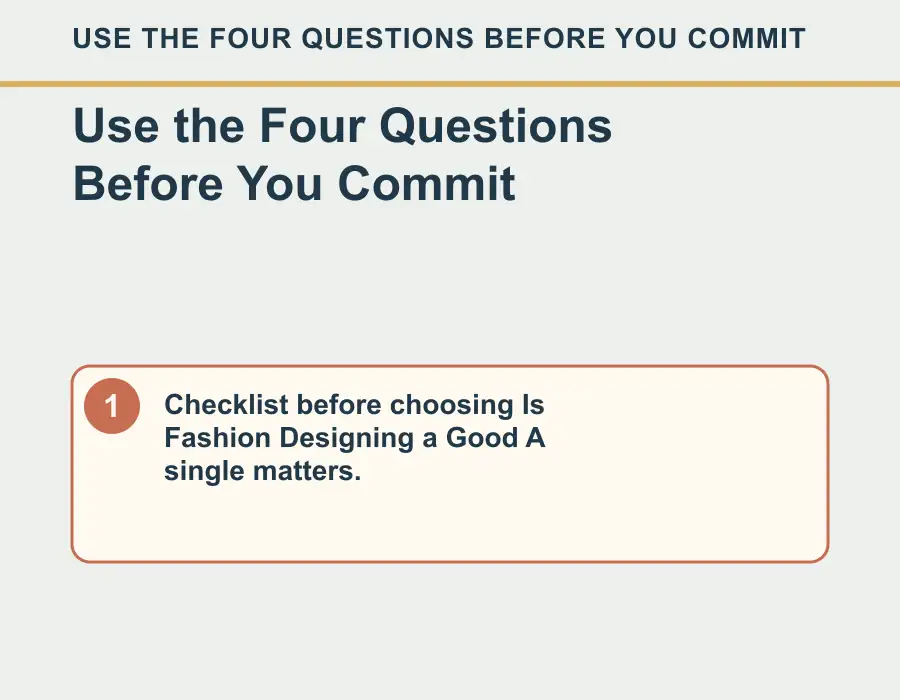 USE THE FOUR QUESTIONS BEFORE YOU COMMIT
Use the Four Questions
Before You Commit
1
Checklist before choosing Is
Fashion Designing a Good A
single matters.